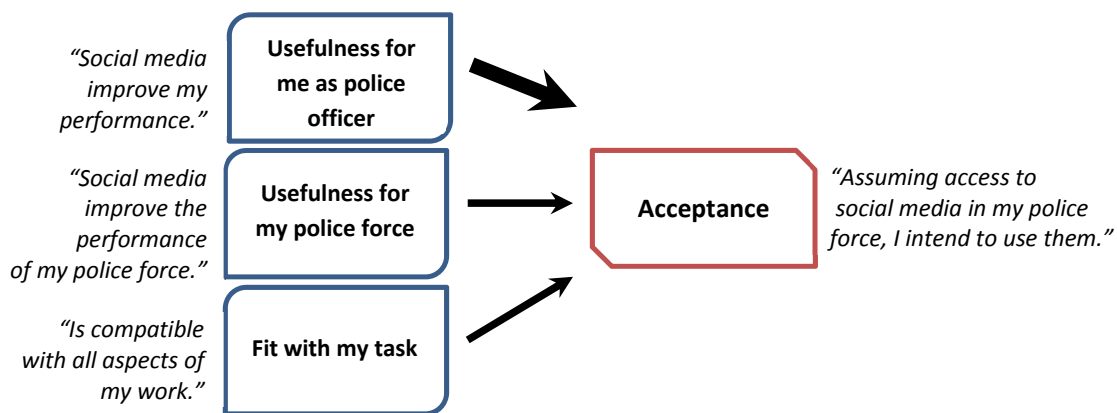 “Social media
improve my
performance.”
Usefulness for
me as police
officer
“Social media
improve the
performance
of my police force.”
Usefulness for
my police force
“Is compatible
with all aspects of
my work.”
Fit with my task
Acceptance
“Assuming access to
social media in my police
force, I intend to use them.”